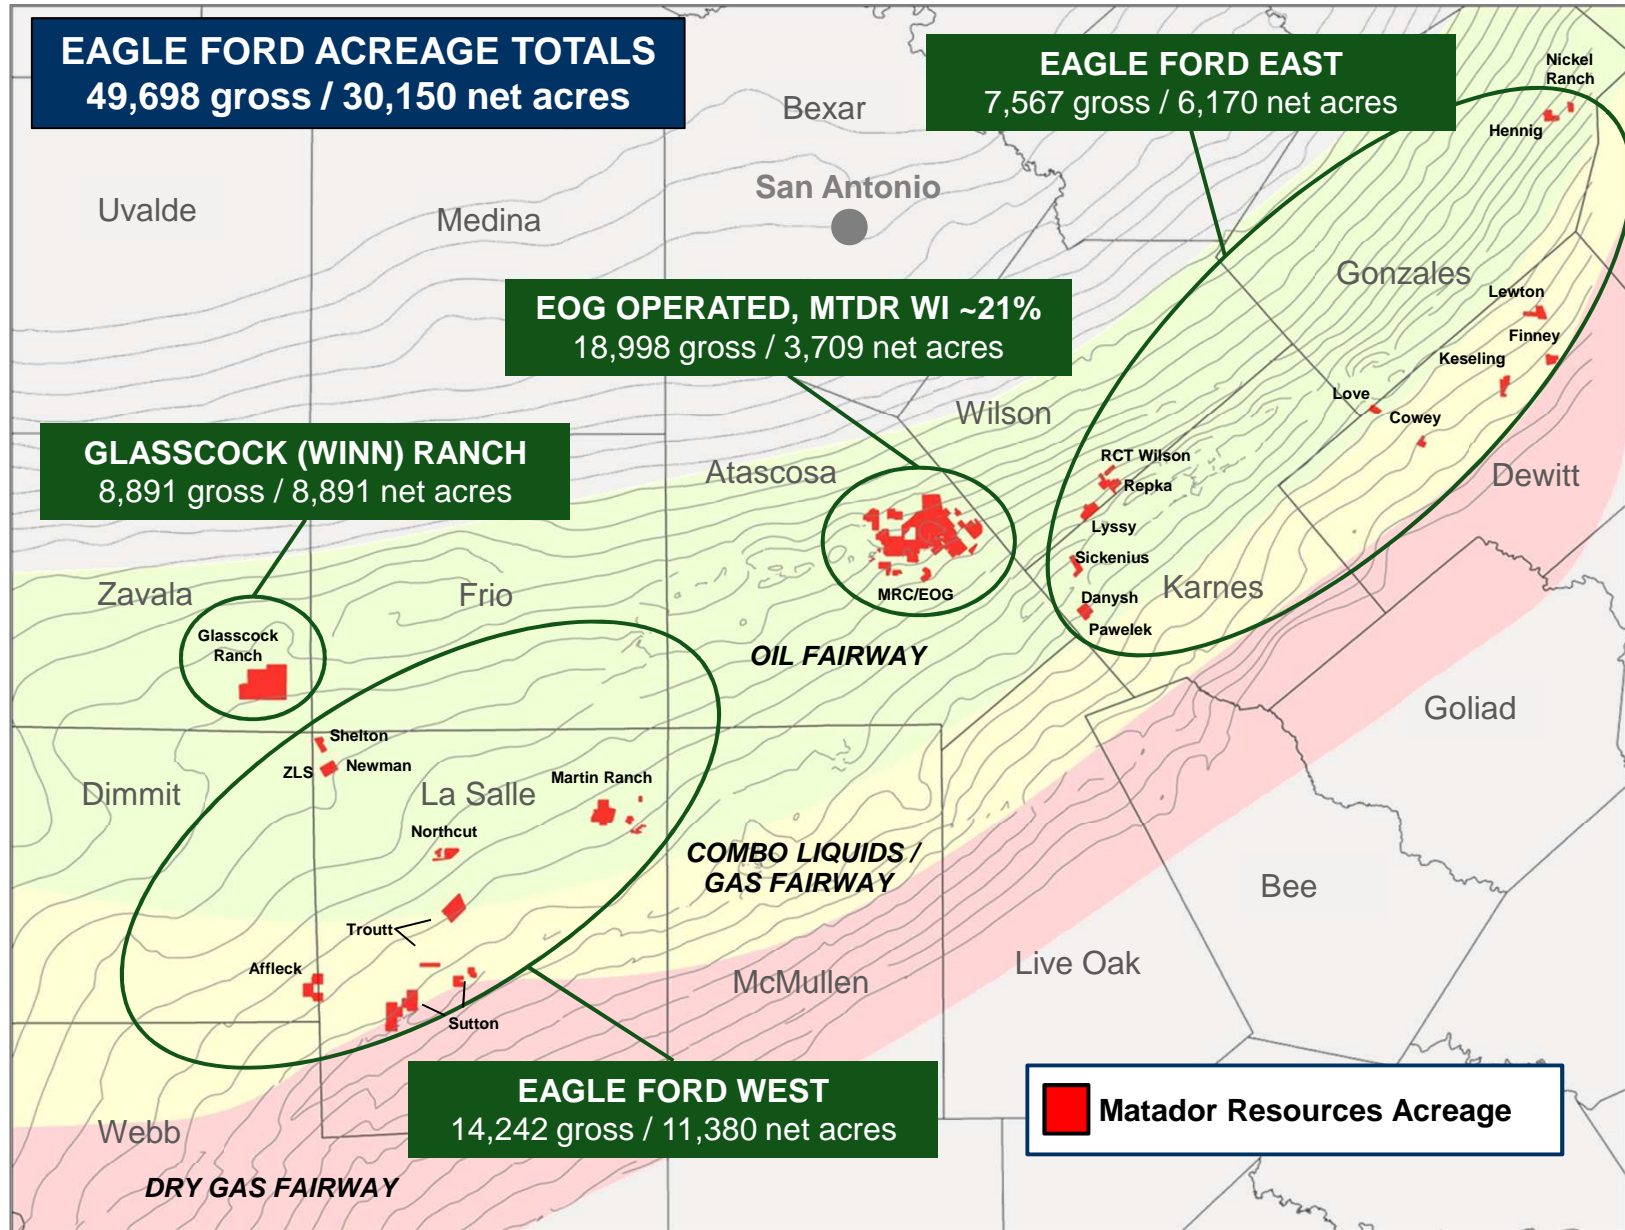 EAGLE FORD ACREAGE TOTALS
49,698 gross / 30,150 net acres
EAGLE FORD EAST
7,567 gross / 6,170 net acres
Nickel
Ranch
Hennig
Bexar
San Antonio
Uvalde
Medina
Gonzales
EOG OPERATED, MTDR WI ~21%
18,998 gross / 3,709 net acres
Lewton
Finney
Keseling
Love
Cowey
Wilson
GLASSCOCK (WINN) RANCH
8,891 gross / 8,891 net acres
Atascosa
RCT Wilson
Repka
Dewitt
Lyssy
Sickenius
Karnes
Danysh
Pawelek
MRC/EOG
Zavala
Frio
Glasscock
Ranch
OIL FAIRWAY
Goliad
Shelton
ZLS
Newman
Dimmit
La Salle
Martin Ranch
Northcut
COMBO LIQUIDS /
GAS FAIRWAY
Bee
Troutt
Affleck
McMullen
Live Oak
Sutton
EAGLE FORD WEST
14,242 gross / 11,380 net acres
Matador Resources Acreage
Webb
DRY GAS FAIRWAY